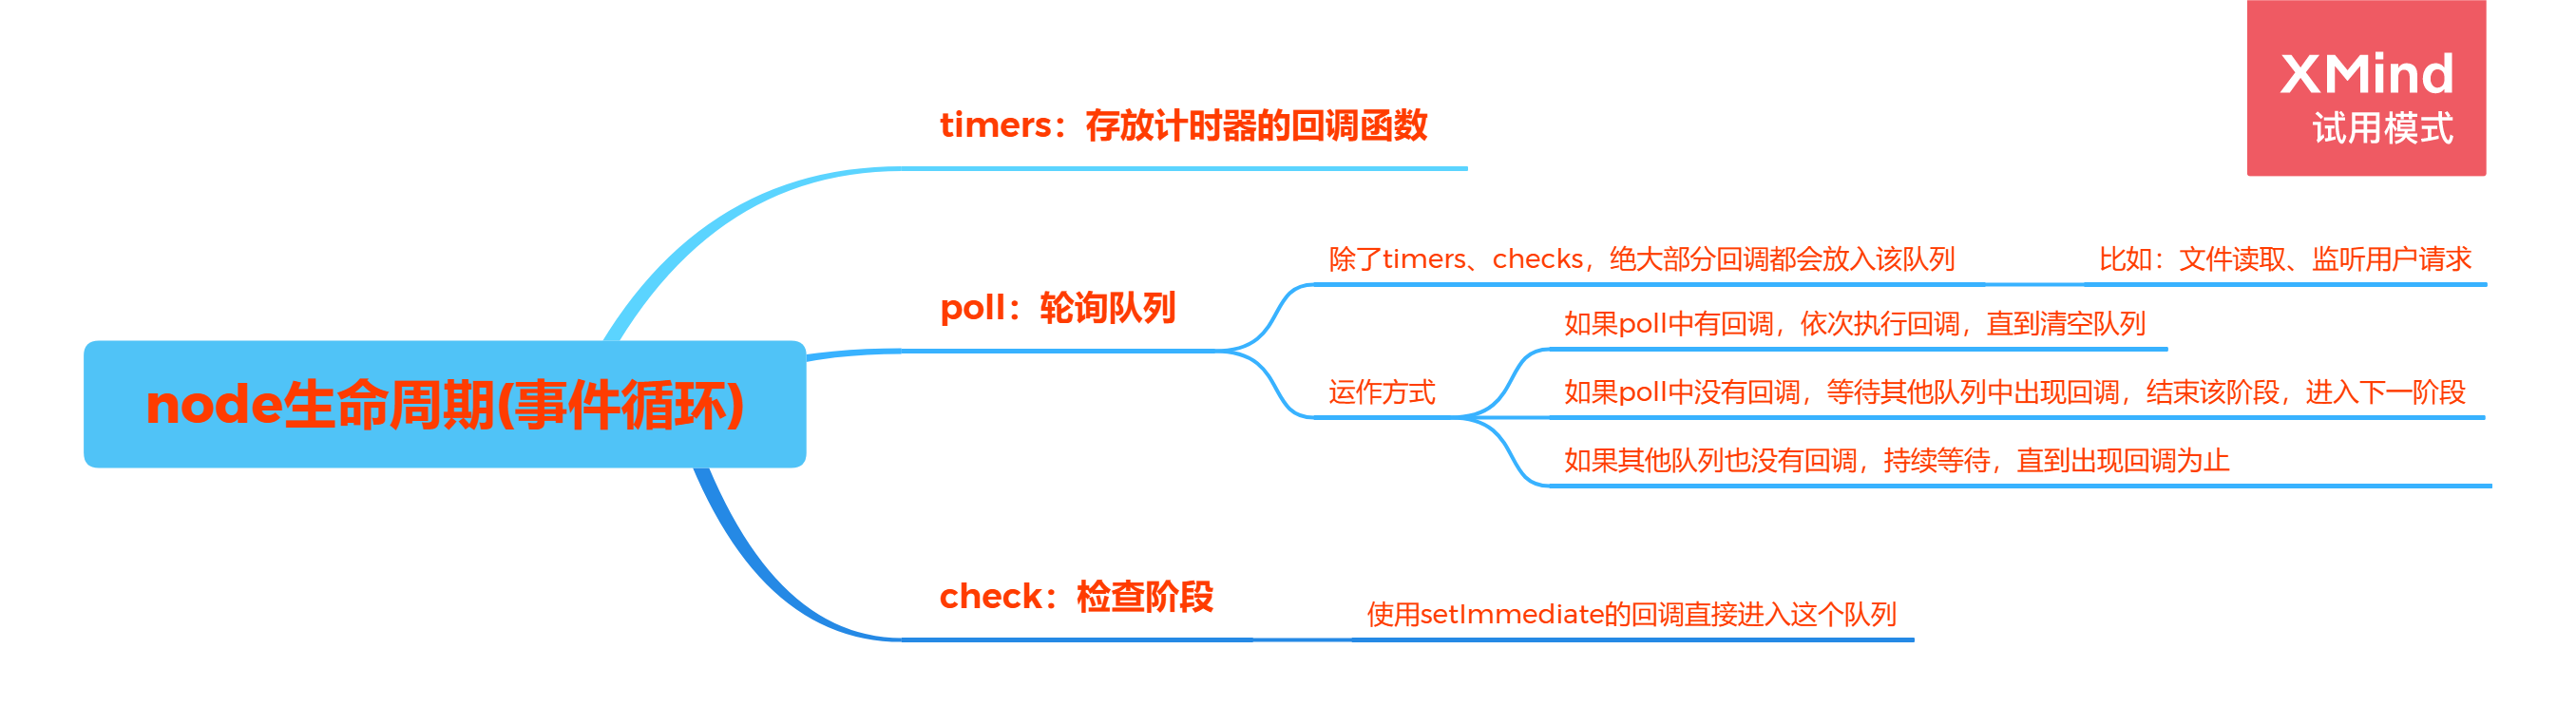 XMind
试用模式
timers：存放计时器的回调函数
除了timers、checks，绝大部分回调都会放入该队列
比如：文件读取、监听用户请求
poll：轮询队列
如果poll中有回调，依次执行回调，直到清空队列
运作方式
如果poll中没有回调，等待其他队列中出现回调，结束该阶段，进入下一阶段
node生命周期(事件循环)
如果其他队列也没有回调，持续等待，直到出现回调为止
check：检查阶段
使用setImmediate的回调直接进入这个队列